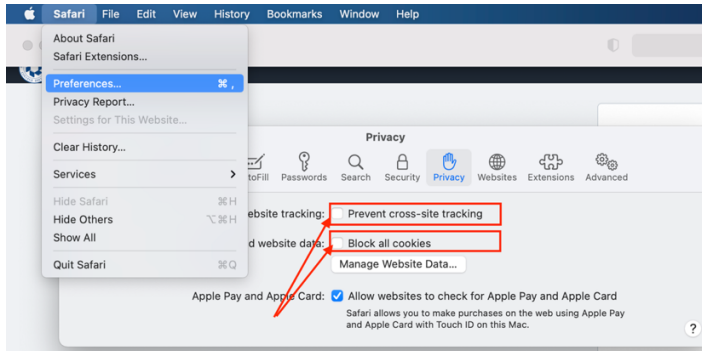 Safari File Edit View History Bookmarks Window Help
About Safari
Safari Extensions...
Preferences... ⌘ ,
Privacy Report...
Settings for This Website...
Clear History...
Services
Hide Safari ⌘H
Hide Others ⌥⌘H
Show All
Quit Safari ⌘Q
Privacy
toFill Passwords Search Security Privacy Websites Extensions Advanced
ebsite tracking: Prevent cross-site tracking
d website data: Block all cookies
Manage Website Data...
Apple Pay and Apple Card: Allow websites to check for Apple Pay and Apple Card
Safari allows you to make purchases on the web using Apple Pay
and Apple Card with Touch ID on this Mac.
?